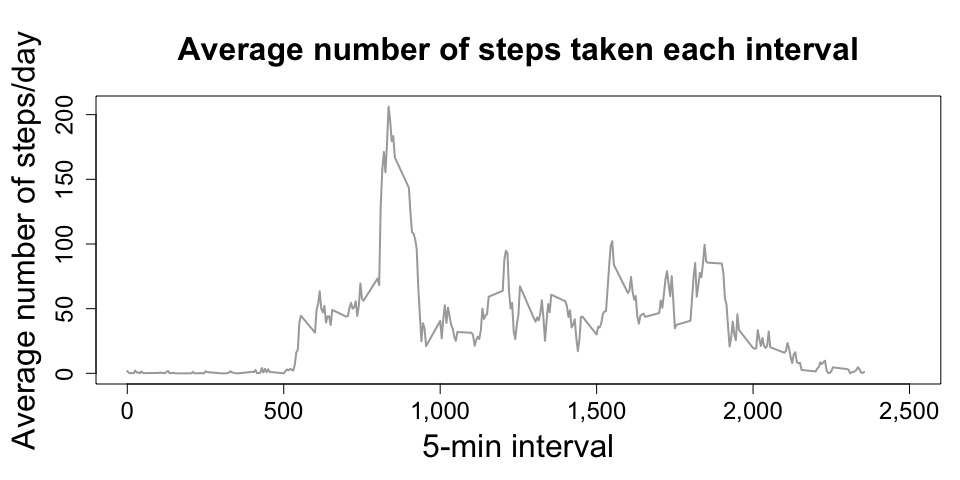 Average number of steps taken each interval
Average number of steps/day
200
150
100
50
0
0 500 1,000 1,500 2,000 2,500
5-min interval